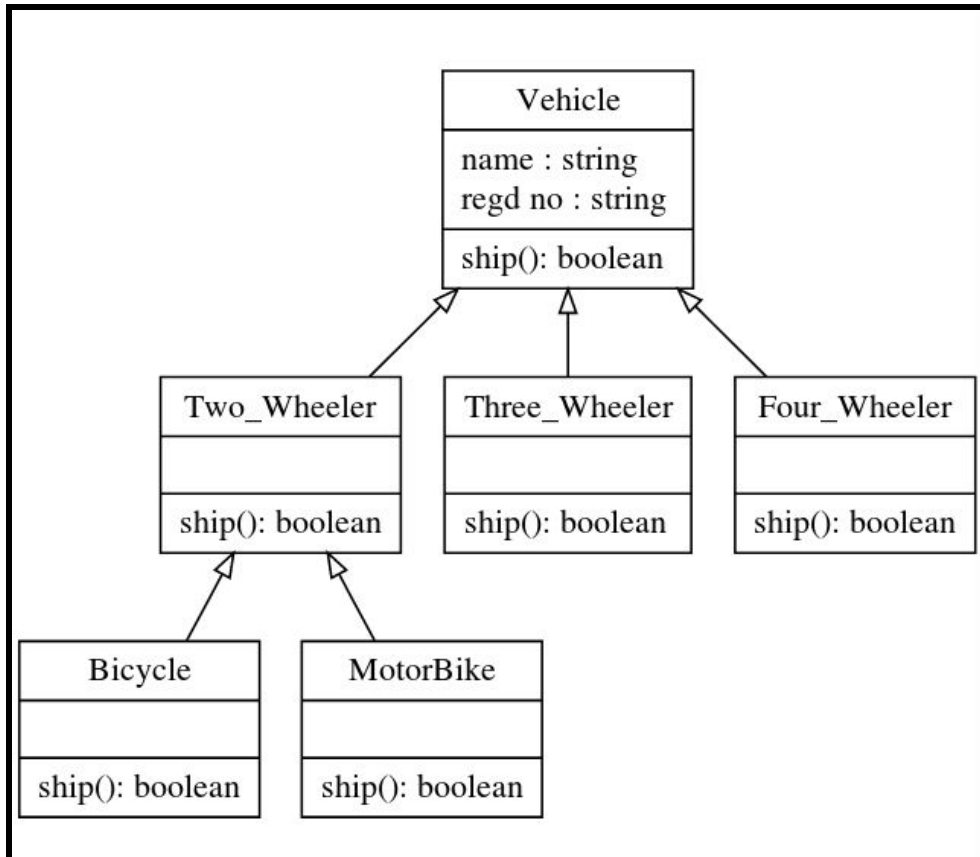 Vehicle
name : string
regd no : string
ship(): boolean
Two_Wheeler
ship(): boolean
Three_Wheeler
ship(): boolean
Four_Wheeler
ship(): boolean
Bicycle
ship(): boolean
MotorBike
ship(): boolean